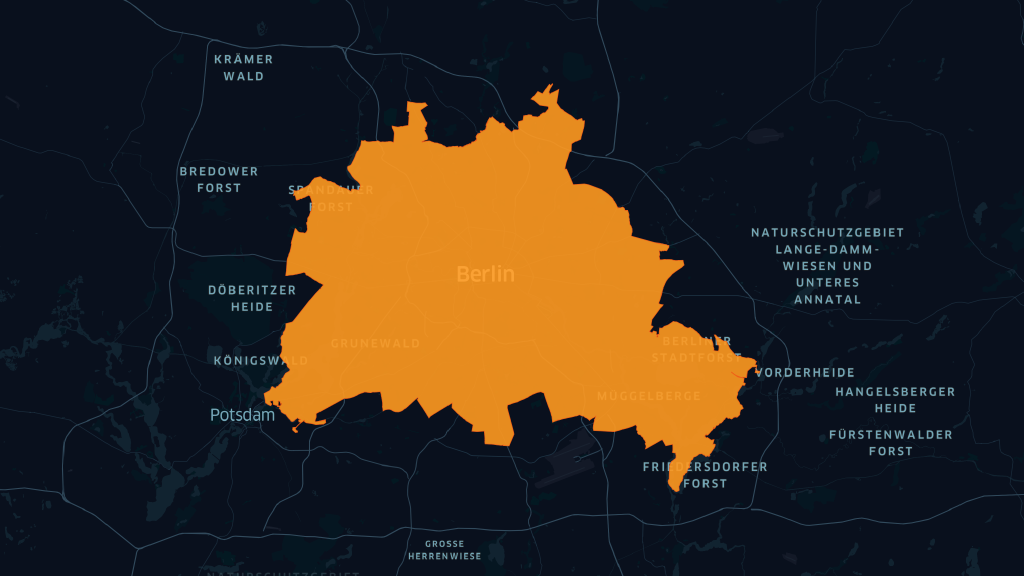 KRÄMER
WALD
BREDOWER
FORST
SPANDAUER
FORST
NATURSCHUTZGEBIET
LANGE-DAMM-
WIESEN UND
UNTERES
ANNATAL
Berlin
DÖBERITZER
HEIDE
GRUNEWALD
BERLINER
STADTFORST
KÖNIGSWALD
VORDERHEIDE
MÜGGELBERGE
HANGELSBERGER
HEIDE
Potsdam
FÜRSTENWALDER
FORST
FRIEDERSDORFER
FORST
GROSSE
HERRENWIESE
NATURSCHUTZGEBIET